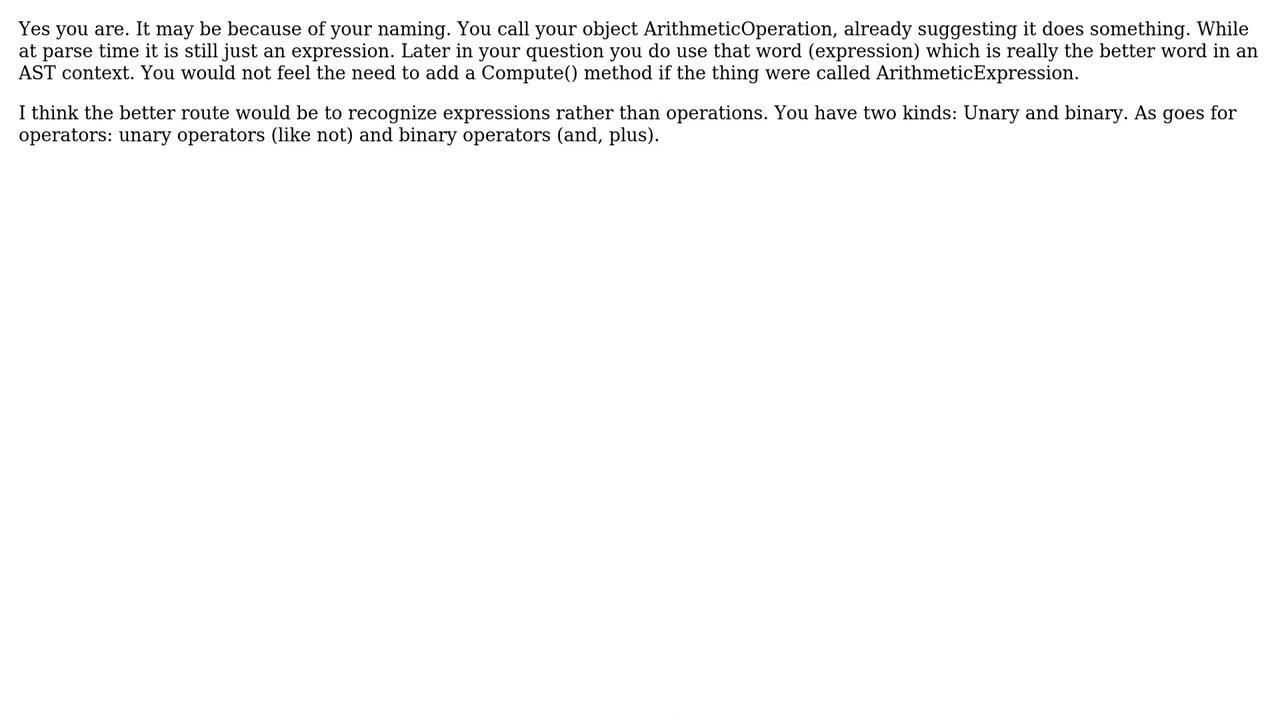 Yes you are. It may be because of your naming. You call your object ArithmeticOperation, already suggesting it does something. While
at parse time it is still just an expression. Later in your question you do use that word (expression) which is really the better word in an
AST context. You would not feel the need to add a Compute() method if the thing were called ArithmeticExpression.
I think the better route would be to recognize expressions rather than operations. You have two kinds: Unary and binary. As goes for
operators: unary operators (like not) and binary operators (and, plus).